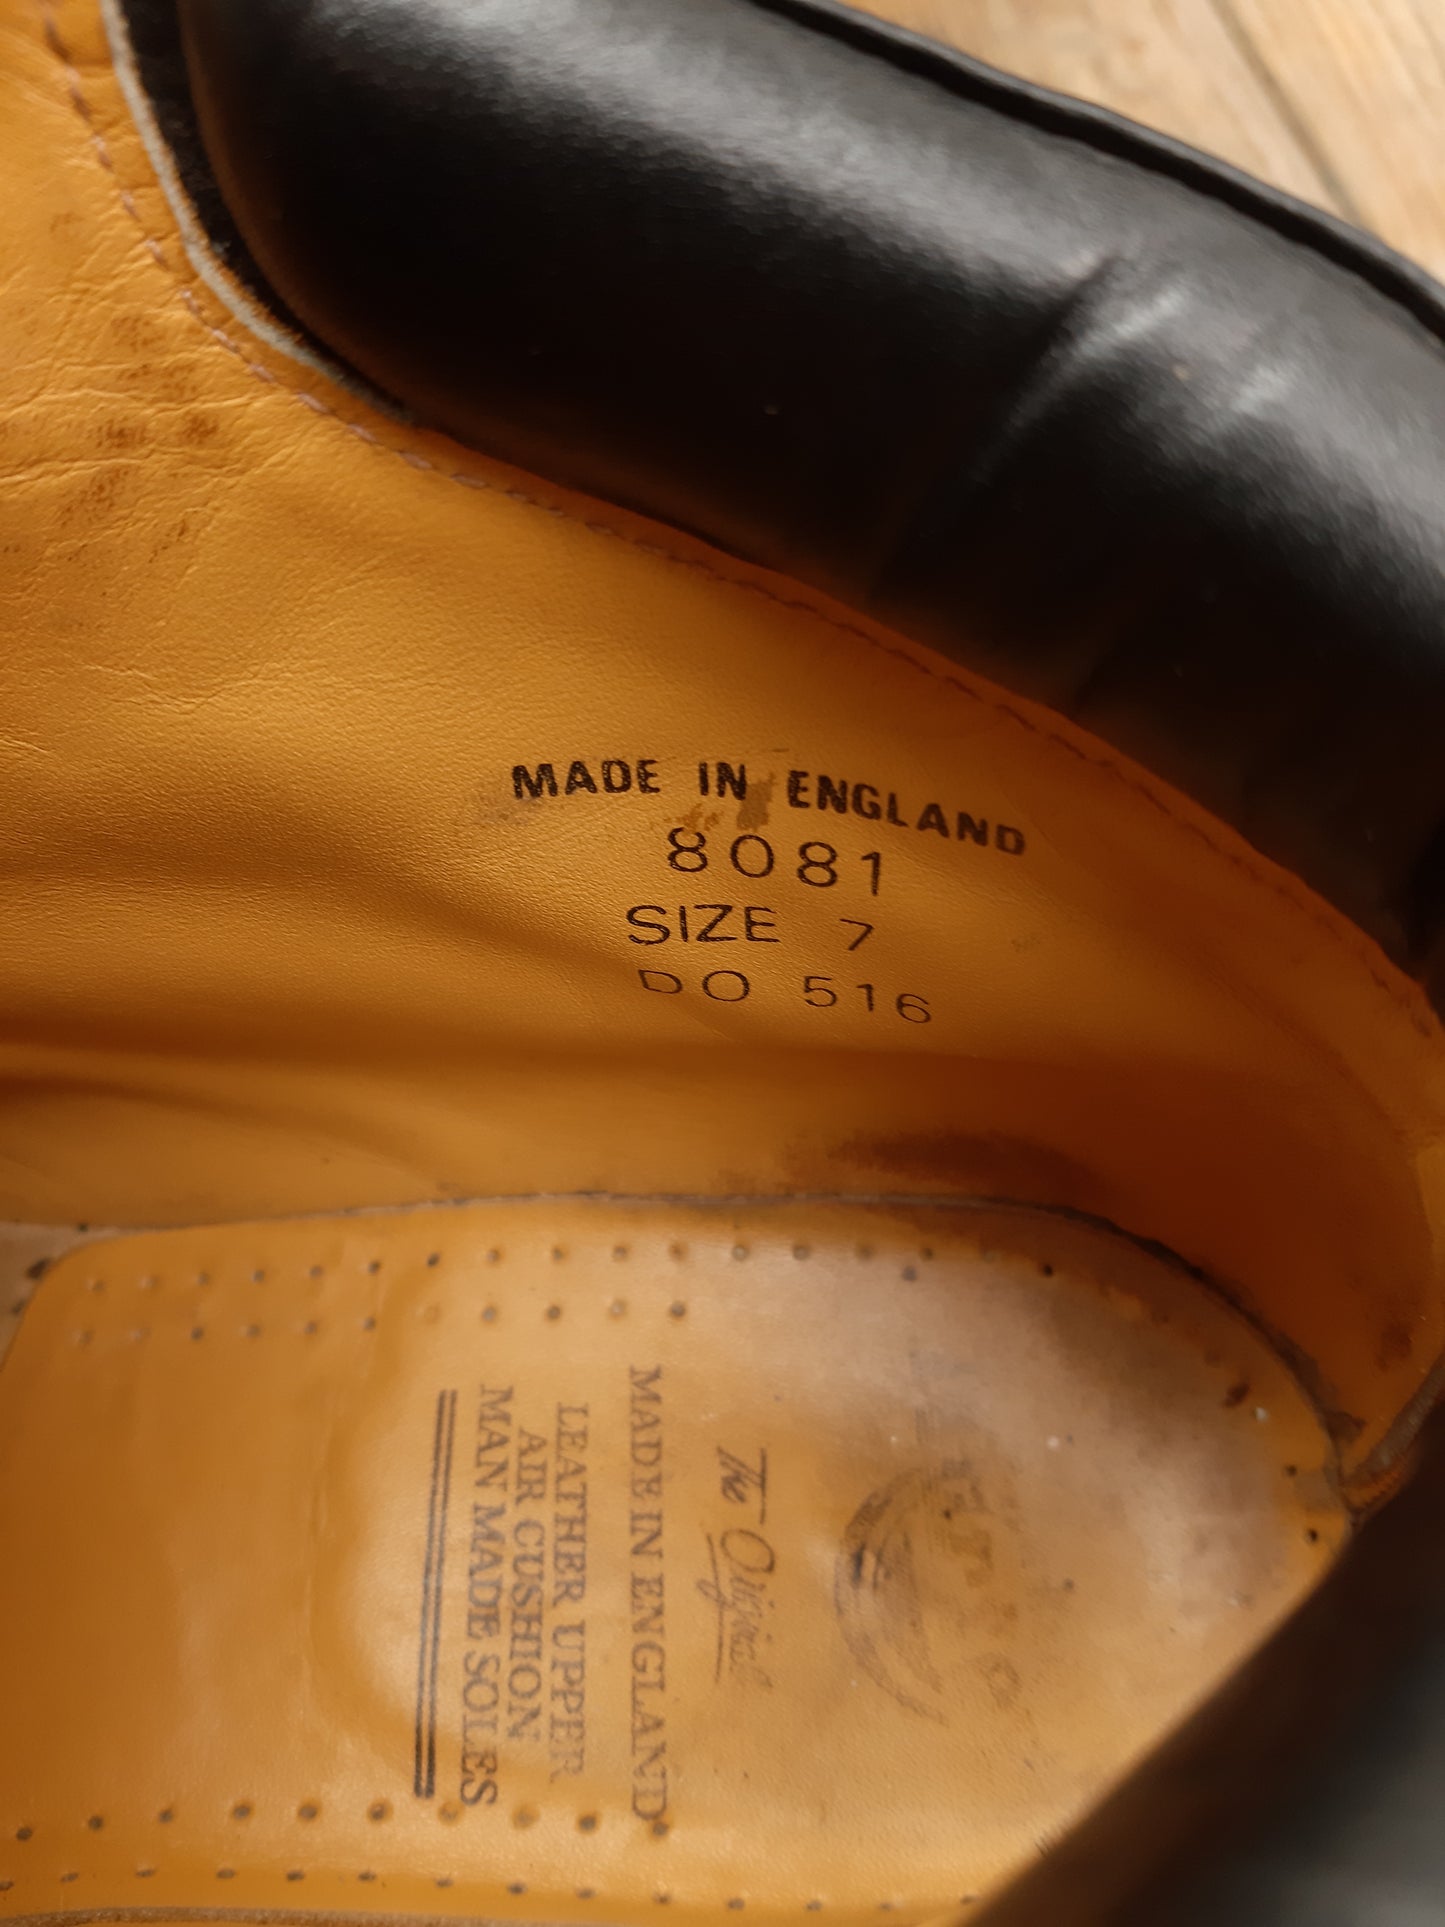 MADE IN ENGLAND
8081
SIZE 7
DO 516
The Original
MADE IN ENGLAND
LEATHER UPPER
AIR CUSHION
MAN MADE SOLES